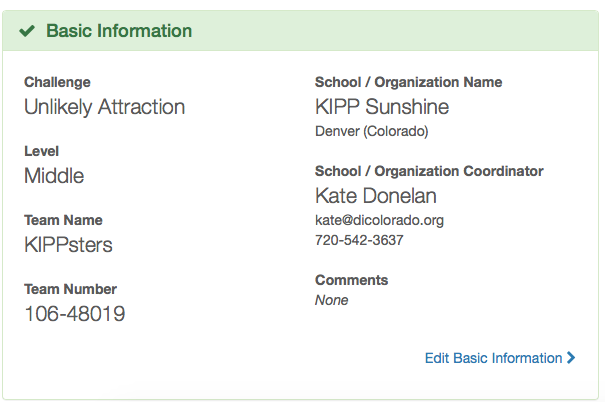 Basic Information
Challenge
Unlikely Attraction
Level
Middle
Team Name
KIPPsters
Team Number
106-48019
School / Organization Name
KIPP Sunshine
Denver (Colorado)
School / Organization Coordinator
Kate Donelan
kate@dicolorado.org
720-542-3637
Comments
None
Edit Basic Information